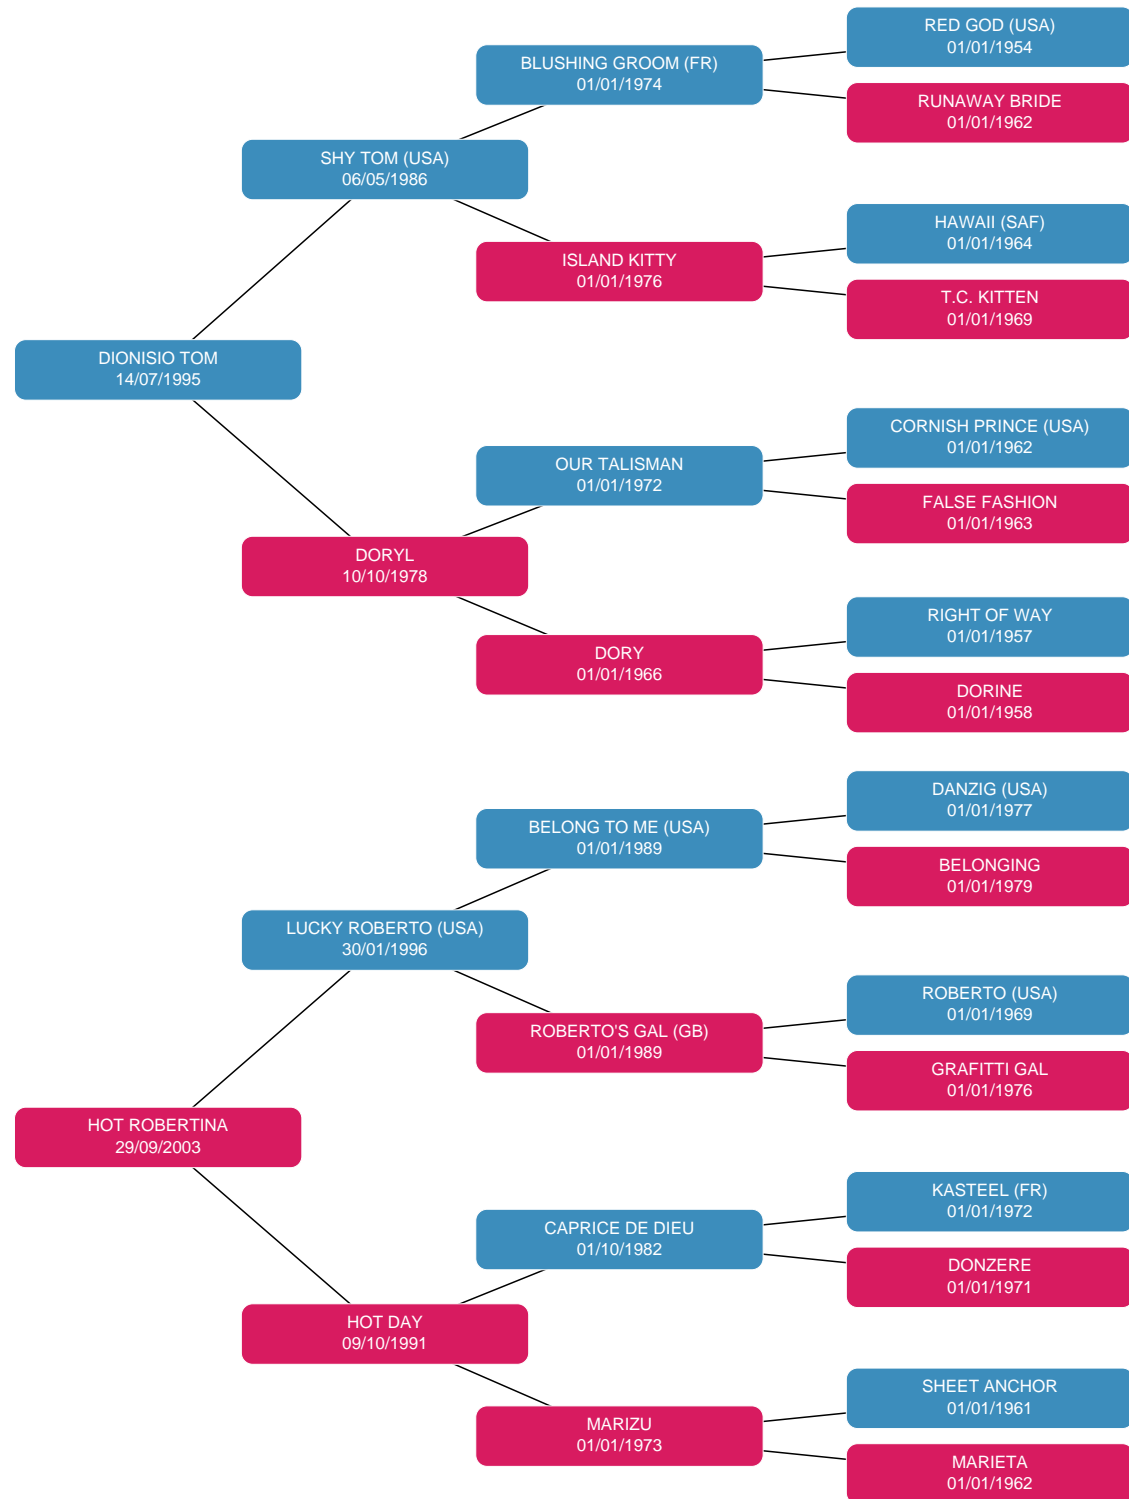 RED GOD (USA)
01/01/1954
BLUSHING GROOM (FR)
01/01/1974
RUNAWAY BRIDE
01/01/1962
SHY TOM (USA)
06/05/1986
HAWAII (SAF)
01/01/1964
ISLAND KITTY
01/01/1976
T.C. KITTEN
01/01/1969
DIONISIO TOM
14/07/1995
CORNISH PRINCE (USA)
01/01/1962
OUR TALISMAN
01/01/1972
FALSE FASHION
01/01/1963
DORYL
10/10/1978
RIGHT OF WAY
01/01/1957
DORY
01/01/1966
DORINE
01/01/1958
DANZIG (USA)
01/01/1977
BELONG TO ME (USA)
01/01/1989
BELONGING
01/01/1979
LUCKY ROBERTO (USA)
30/01/1996
ROBERTO (USA)
01/01/1969
ROBERTO'S GAL (GB)
01/01/1989
GRAFITTI GAL
01/01/1976
HOT ROBERTINA
29/09/2003
KASTEEL (FR)
01/01/1972
CAPRICE DE DIEU
01/10/1982
DONZERE
01/01/1971
HOT DAY
09/10/1991
SHEET ANCHOR
01/01/1961
MARIZU
01/01/1973
MARIETA
01/01/1962